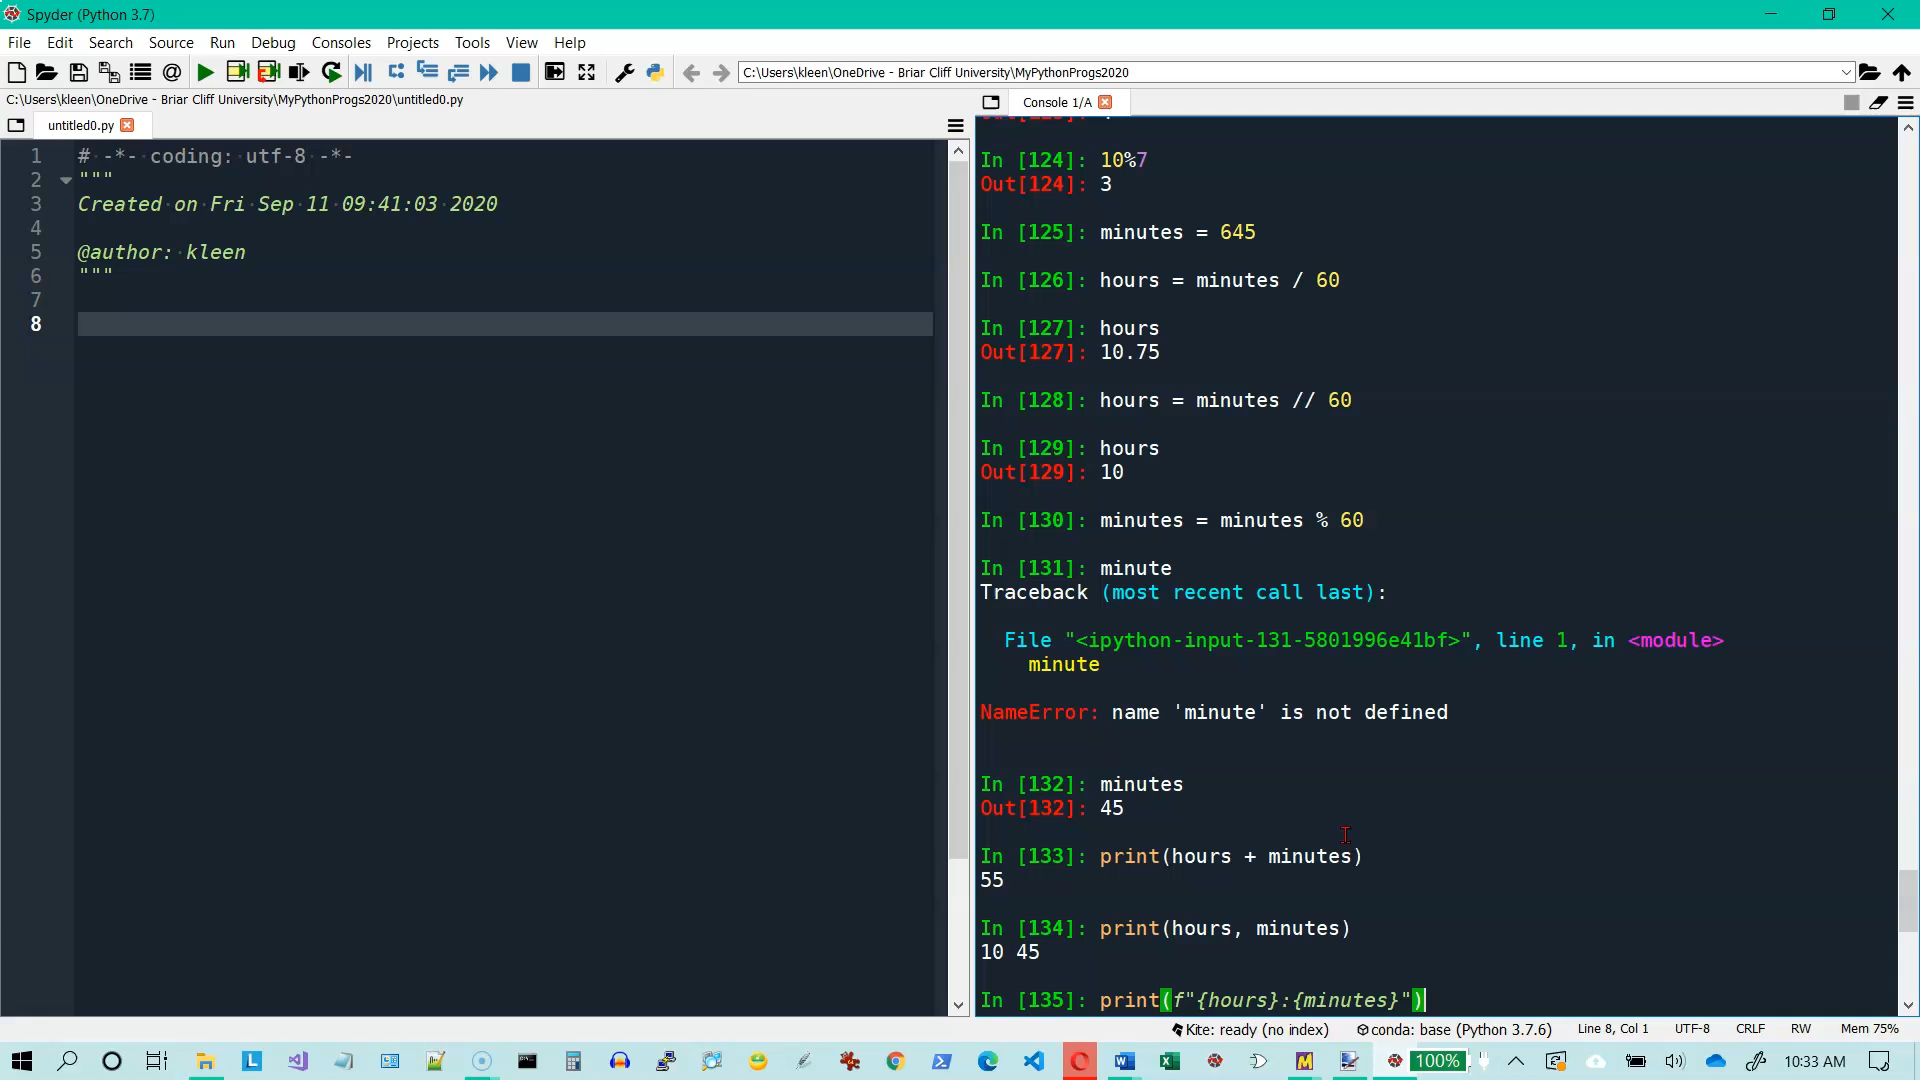 Spyder (Python 3.7)
File Edit Search Source Run Debug Consoles Projects Tools View Help
C:\Users\kleen\OneDrive - Briar Cliff University\MyPythonProgs2020
C:\Users\kleen\OneDrive - Briar Cliff University\MyPythonProgs2020\untitled0.py
untitled0.py
1 # -*- coding: utf-8 -*-
2 """
3 Created on Fri Sep 11 09:41:03 2020
4
5 @author: kleen
6 """
7
8
Console 1/A
In [124]: 10%7
Out[124]: 3
In [125]: minutes = 645
In [126]: hours = minutes / 60
In [127]: hours
Out[127]: 10.75
In [128]: hours = minutes // 60
In [129]: hours
Out[129]: 10
In [130]: minutes = minutes % 60
In [131]: minute
Traceback (most recent call last):
File "<ipython-input-131-5801996e41bf>", line 1, in <module>
minute
NameError: name 'minute' is not defined
In [132]: minutes
Out[132]: 45
In [133]: print(hours + minutes)
55
In [134]: print(hours, minutes)
10 45
In [135]: print(f"{hours}:{minutes}")
Kite: ready (no index) conda: base (Python 3.7.6) Line 8, Col 1 UTF-8 CRLF RW Mem 75%
100% 10:33 AM